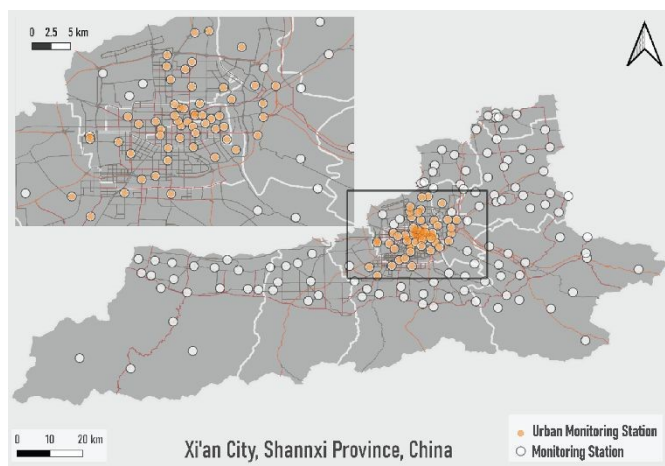 0 2.5 5 km
Urban Monitoring Station
Monitoring Station
0 10 20 km
Xi'an City, Shannxi Province, China